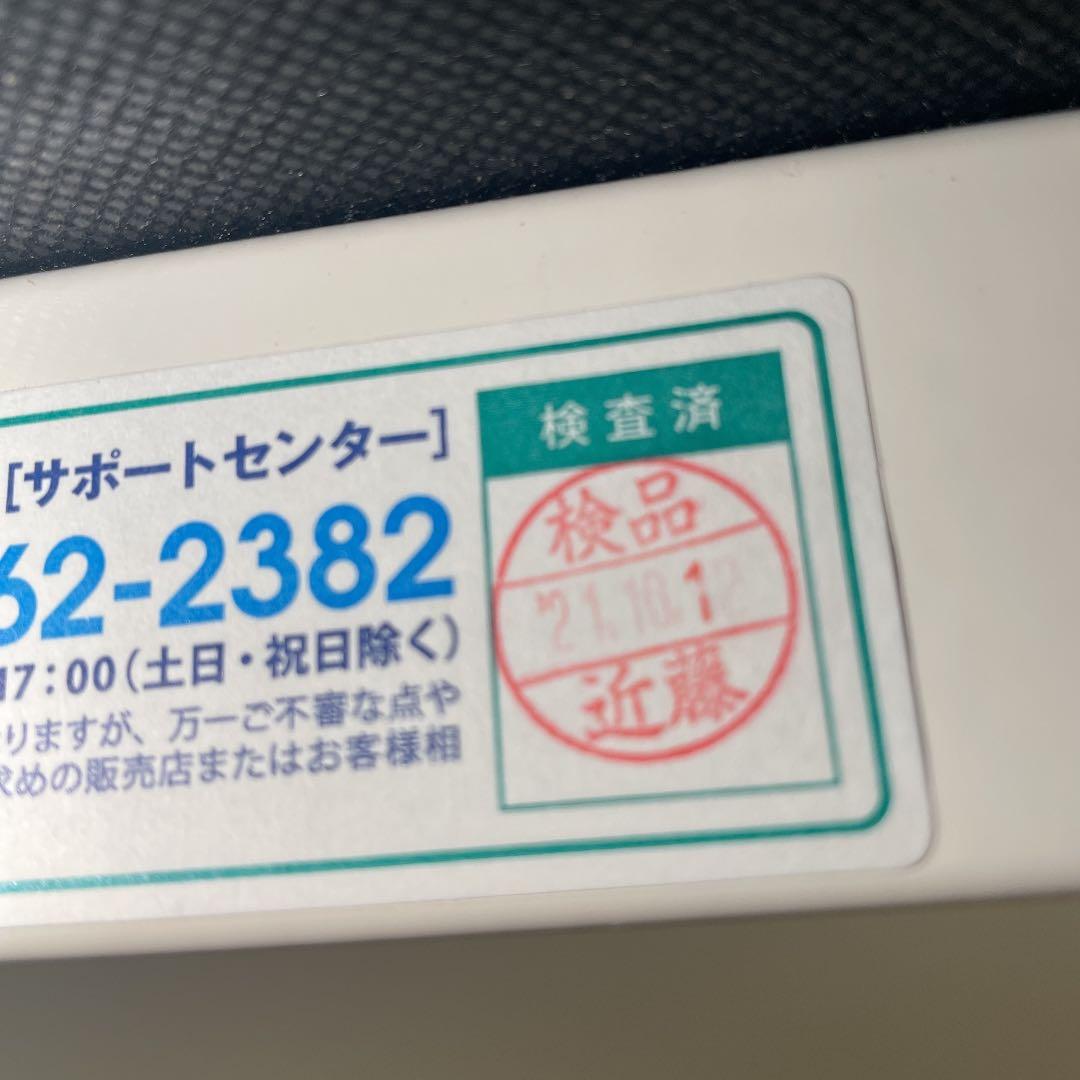 [サポートセンター]
62-2382
17:00(土日・祝日除く)
りますが、万一ご不審な点や
求めの販売店またはお客様相
検査済
検品
'21.10.12
近藤